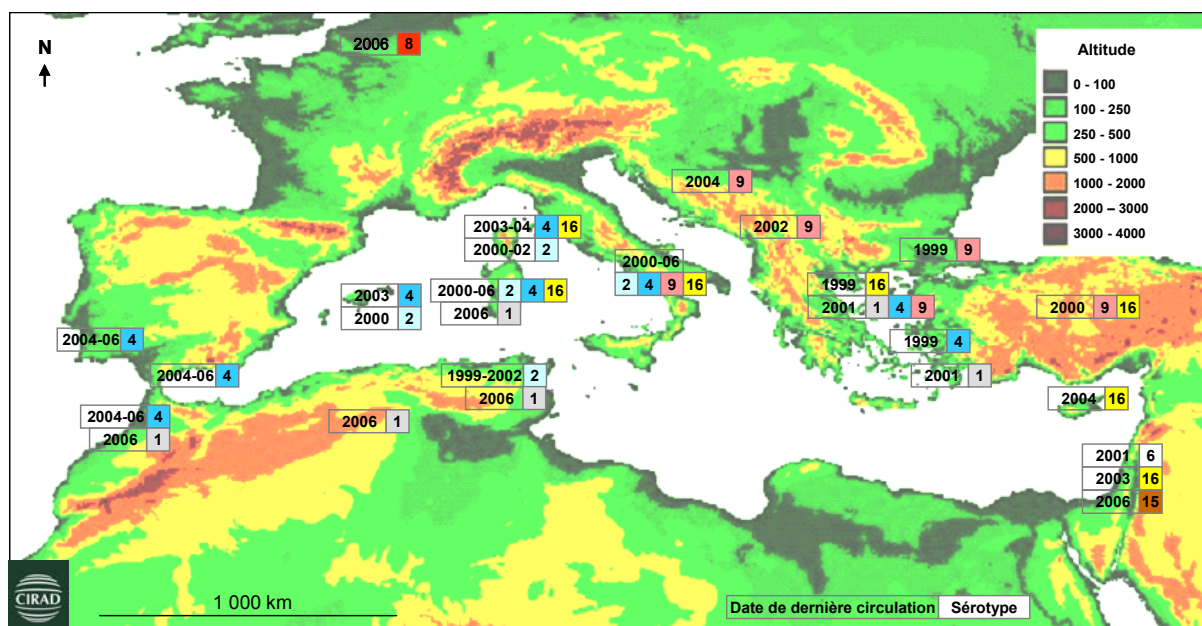 2006 8
N
Altitude
0 - 100
100 - 250
250 - 500
500 - 1000
1000 - 2000
2000 – 3000
3000 - 4000
2004 9
2003-04 4 16
2000-02 2
2002 9
1999 9
2000-06
2 4 9 16
2003 4
2000 2
2000-06 2 4 16
2006 1
1999 16
2001 1 4 9
2000 9 16
2004-06 4
1999 4
2004-06 4
1999-2002 2
2006 1
2001 1
2004 16
2004-06 4
2006 1
2006 1
2001 6
2003 16
2006 15
CIRAD
1 000 km
Date de dernière circulation Sérotype